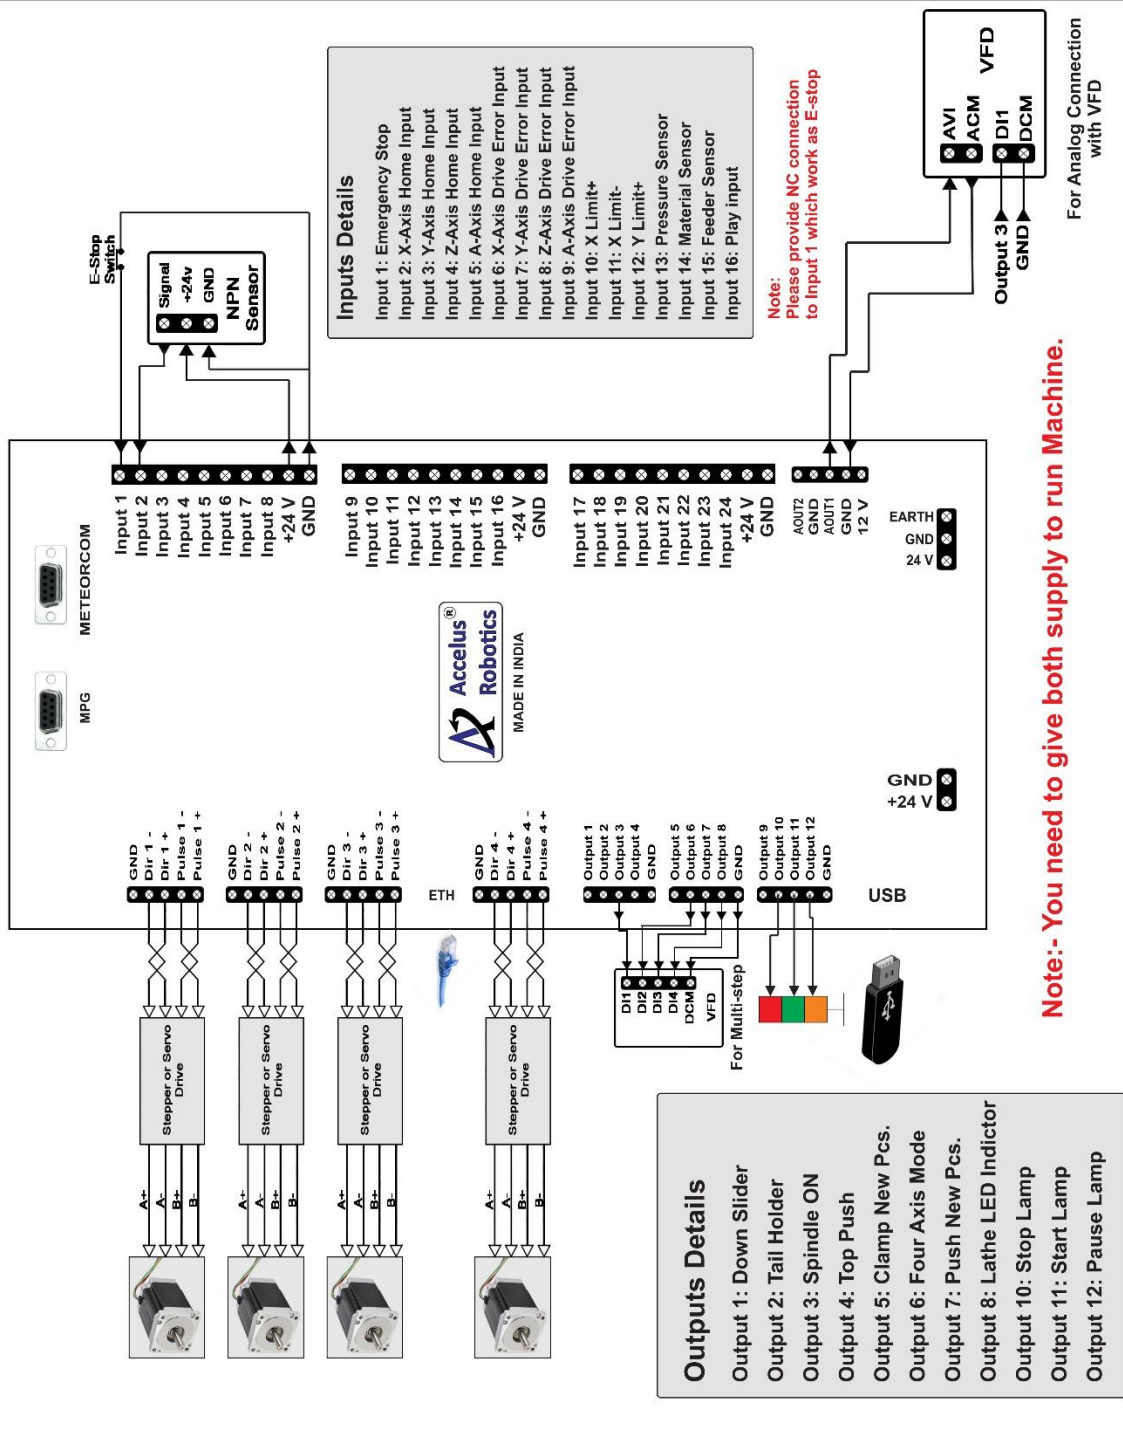 E-Stop
Switch
Signal
+24v
GND
NPN
Sensor
Inputs Details
Input 1: Emergency Stop
Input 2: X-Axis Home Input
Input 3: Y-Axis Home Input
Input 4: Z-Axis Home Input
Input 5: A-Axis Home Input
Input 6: X-Axis Drive Error Input
Input 7: Y-Axis Drive Error Input
Input 8: Z-Axis Drive Error Input
Input 9: A-Axis Drive Error Input
Input 10: X Limit+
Input 11: X Limit-
Input 12: Y Limit+
Input 13: Pressure Sensor
Input 14: Material Sensor
Input 15: Feeder Sensor
Input 16: Play input
Note:
Please provide NC connection
to Input 1 which work as E-stop
AVI
ACM
DI1
DCM
VFD
Output 3
GND
For Analog Connection
with VFD
METEORCOM
MPG
Input 1
Input 2
Input 3
Input 4
Input 5
Input 6
Input 7
Input 8
+24 V
GND
Input 9
Input 10
Input 11
Input 12
Input 13
Input 14
Input 15
Input 16
+24 V
GND
Input 17
Input 18
Input 19
Input 20
Input 21
Input 22
Input 23
Input 24
+24 V
GND
AOUT2
GND
AOUT1
GND
12 V
EARTH
GND
24 V
Accelus®
Robotics
MADE IN INDIA
GND
+24 V
GND
Dir 1 -
Dir 1 +
Pulse 1 -
Pulse 1 +
GND
Dir 2 -
Dir 2 +
Pulse 2 -
Pulse 2 +
GND
Dir 3 -
Dir 3 +
Pulse 3 -
Pulse 3 +
ETH
GND
Dir 4 -
Dir 4 +
Pulse 4 -
Pulse 4 +
Output 1
Output 2
Output 3
Output 4
GND
Output 5
Output 6
Output 7
Output 8
GND
Output 9
Output 10
Output 11
Output 12
GND
USB
Stepper or Servo
Drive
Stepper or Servo
Drive
Stepper or Servo
Drive
Stepper or Servo
Drive
DI1
DI2
DI3
DI4
DCM
VFD
For Multi-step
A+
A-
B+
B-
A+
A-
B+
B-
A+
A-
B+
B-
A+
A-
B+
B-
Note:- You need to give both supply to run Machine.
Outputs Details
Output 1: Down Slider
Output 2: Tail Holder
Output 3: Spindle ON
Output 4: Top Push
Output 5: Clamp New Pcs.
Output 6: Four Axis Mode
Output 7: Push New Pcs.
Output 8: Lathe LED Indictor
Output 10: Stop Lamp
Output 11: Start Lamp
Output 12: Pause Lamp